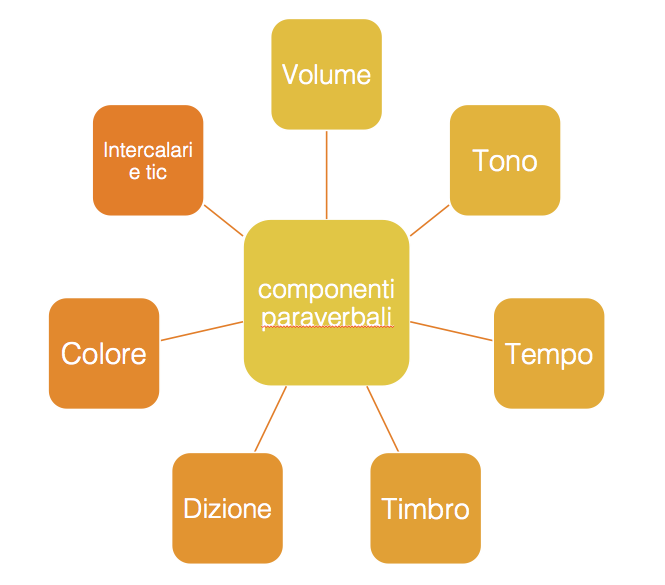 Volume
Tono
Tempo
Timbro
Dizione
Colore
Intercalari
e tic
componenti
paraverbali